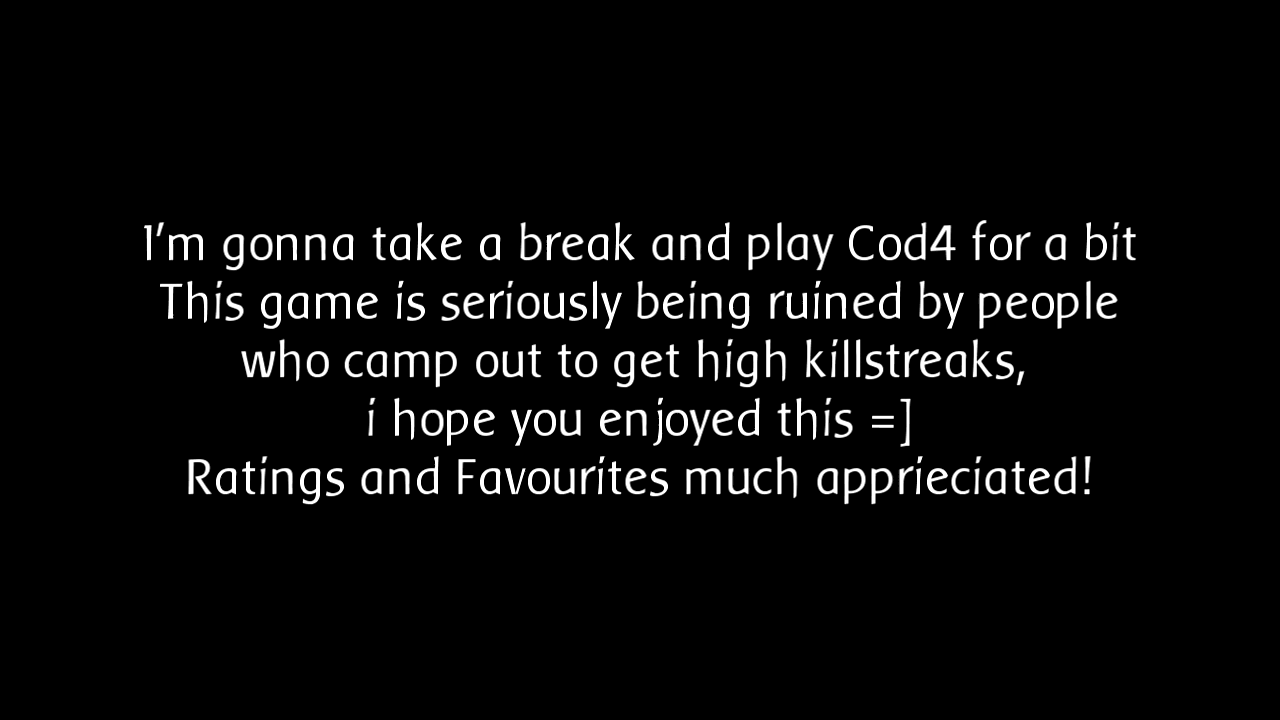 I'm gonna take a break and play Cod4 for a bit
This game is seriously being ruined by people
who camp out to get high killstreaks,
i hope you enjoyed this =]
Ratings and Favourites much apprieciated!